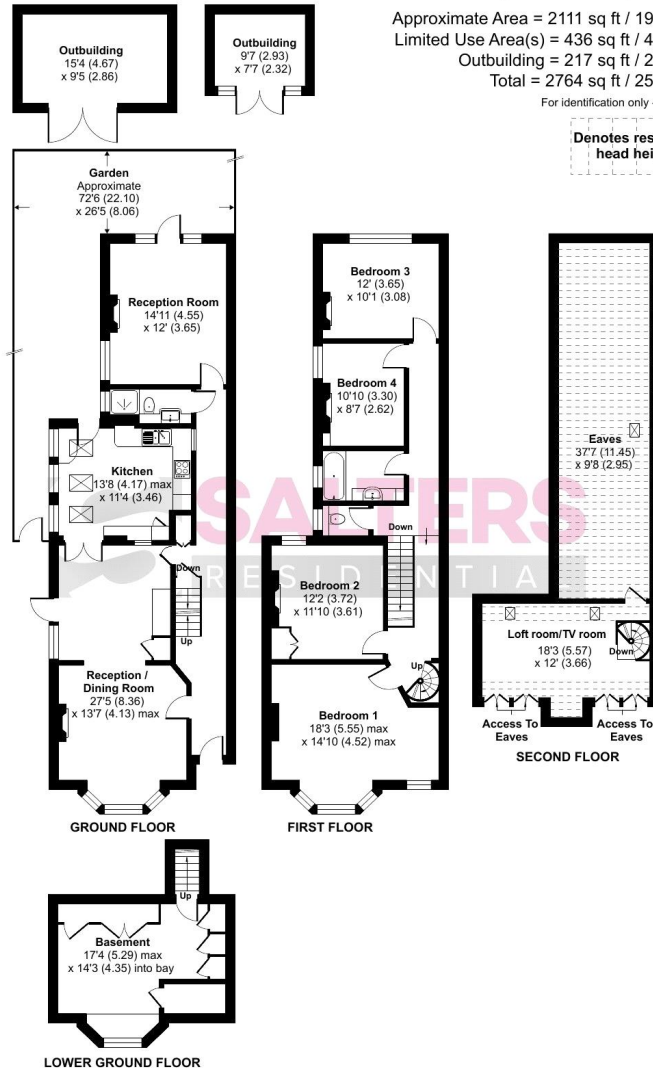 Approximate Area = 2111 sq ft / 19
Limited Use Area(s) = 436 sq ft / 4
Outbuilding = 217 sq ft / 2
Total = 2764 sq ft / 25
For identification only
Denotes res
head hei
Outbuilding
15'4 (4.67)
x 9'5 (2.86)
Outbuilding
9'7 (2.93)
x 7'7 (2.32)
Garden
Approximate
72'6 (22.10)
x 26'5 (8.06)
Reception Room
14'11 (4.55)
x 12' (3.65)
Kitchen
13'8 (4.17) max
x 11'4 (3.46)
Down
Up
Reception /
Dining Room
27'5 (8.36)
x 13'7 (4.13) max
GROUND FLOOR
Bedroom 3
12' (3.65)
x 10'1 (3.08)
Bedroom 4
10'10 (3.30)
x 8'7 (2.62)
Down
Bedroom 2
12'2 (3.72)
x 11'10 (3.61)
Up
Bedroom 1
18'3 (5.55) max
x 14'10 (4.52) max
FIRST FLOOR
Eaves
37'7 (11.45)
x 9'8 (2.95)
Loft room/TV room
18'3 (5.57)
x 12' (3.66)
Down
Access To
Eaves
Access To
Eaves
SECOND FLOOR
SALTERS
RESIDENTIAL
Up
Basement
17'4 (5.29) max
x 14'3 (4.35) into bay
LOWER GROUND FLOOR